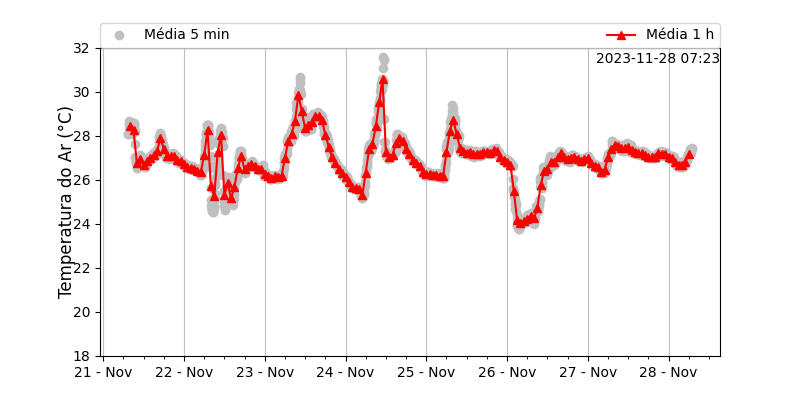 Média 5 min
Média 1 h
2023-11-28 07:23
Temperatura do Ar (°C)
32
30
28
26
24
22
20
18
21 - Nov
22 - Nov
23 - Nov
24 - Nov
25 - Nov
26 - Nov
27 - Nov
28 - Nov